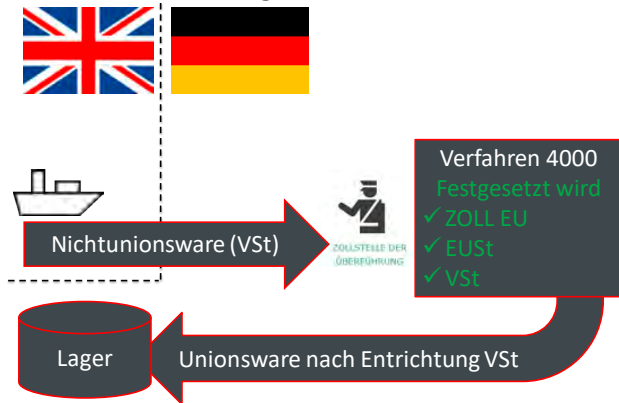 Verfahren 4000
Festgesetzt wird
✓ ZOLL EU
✓ EUSt
✓ VSt
Nichtunionsware (VSt)
ZOLLSTELLE DER
ÜBERFÜHRUNG
Lager
Unionsware nach Entrichtung VSt